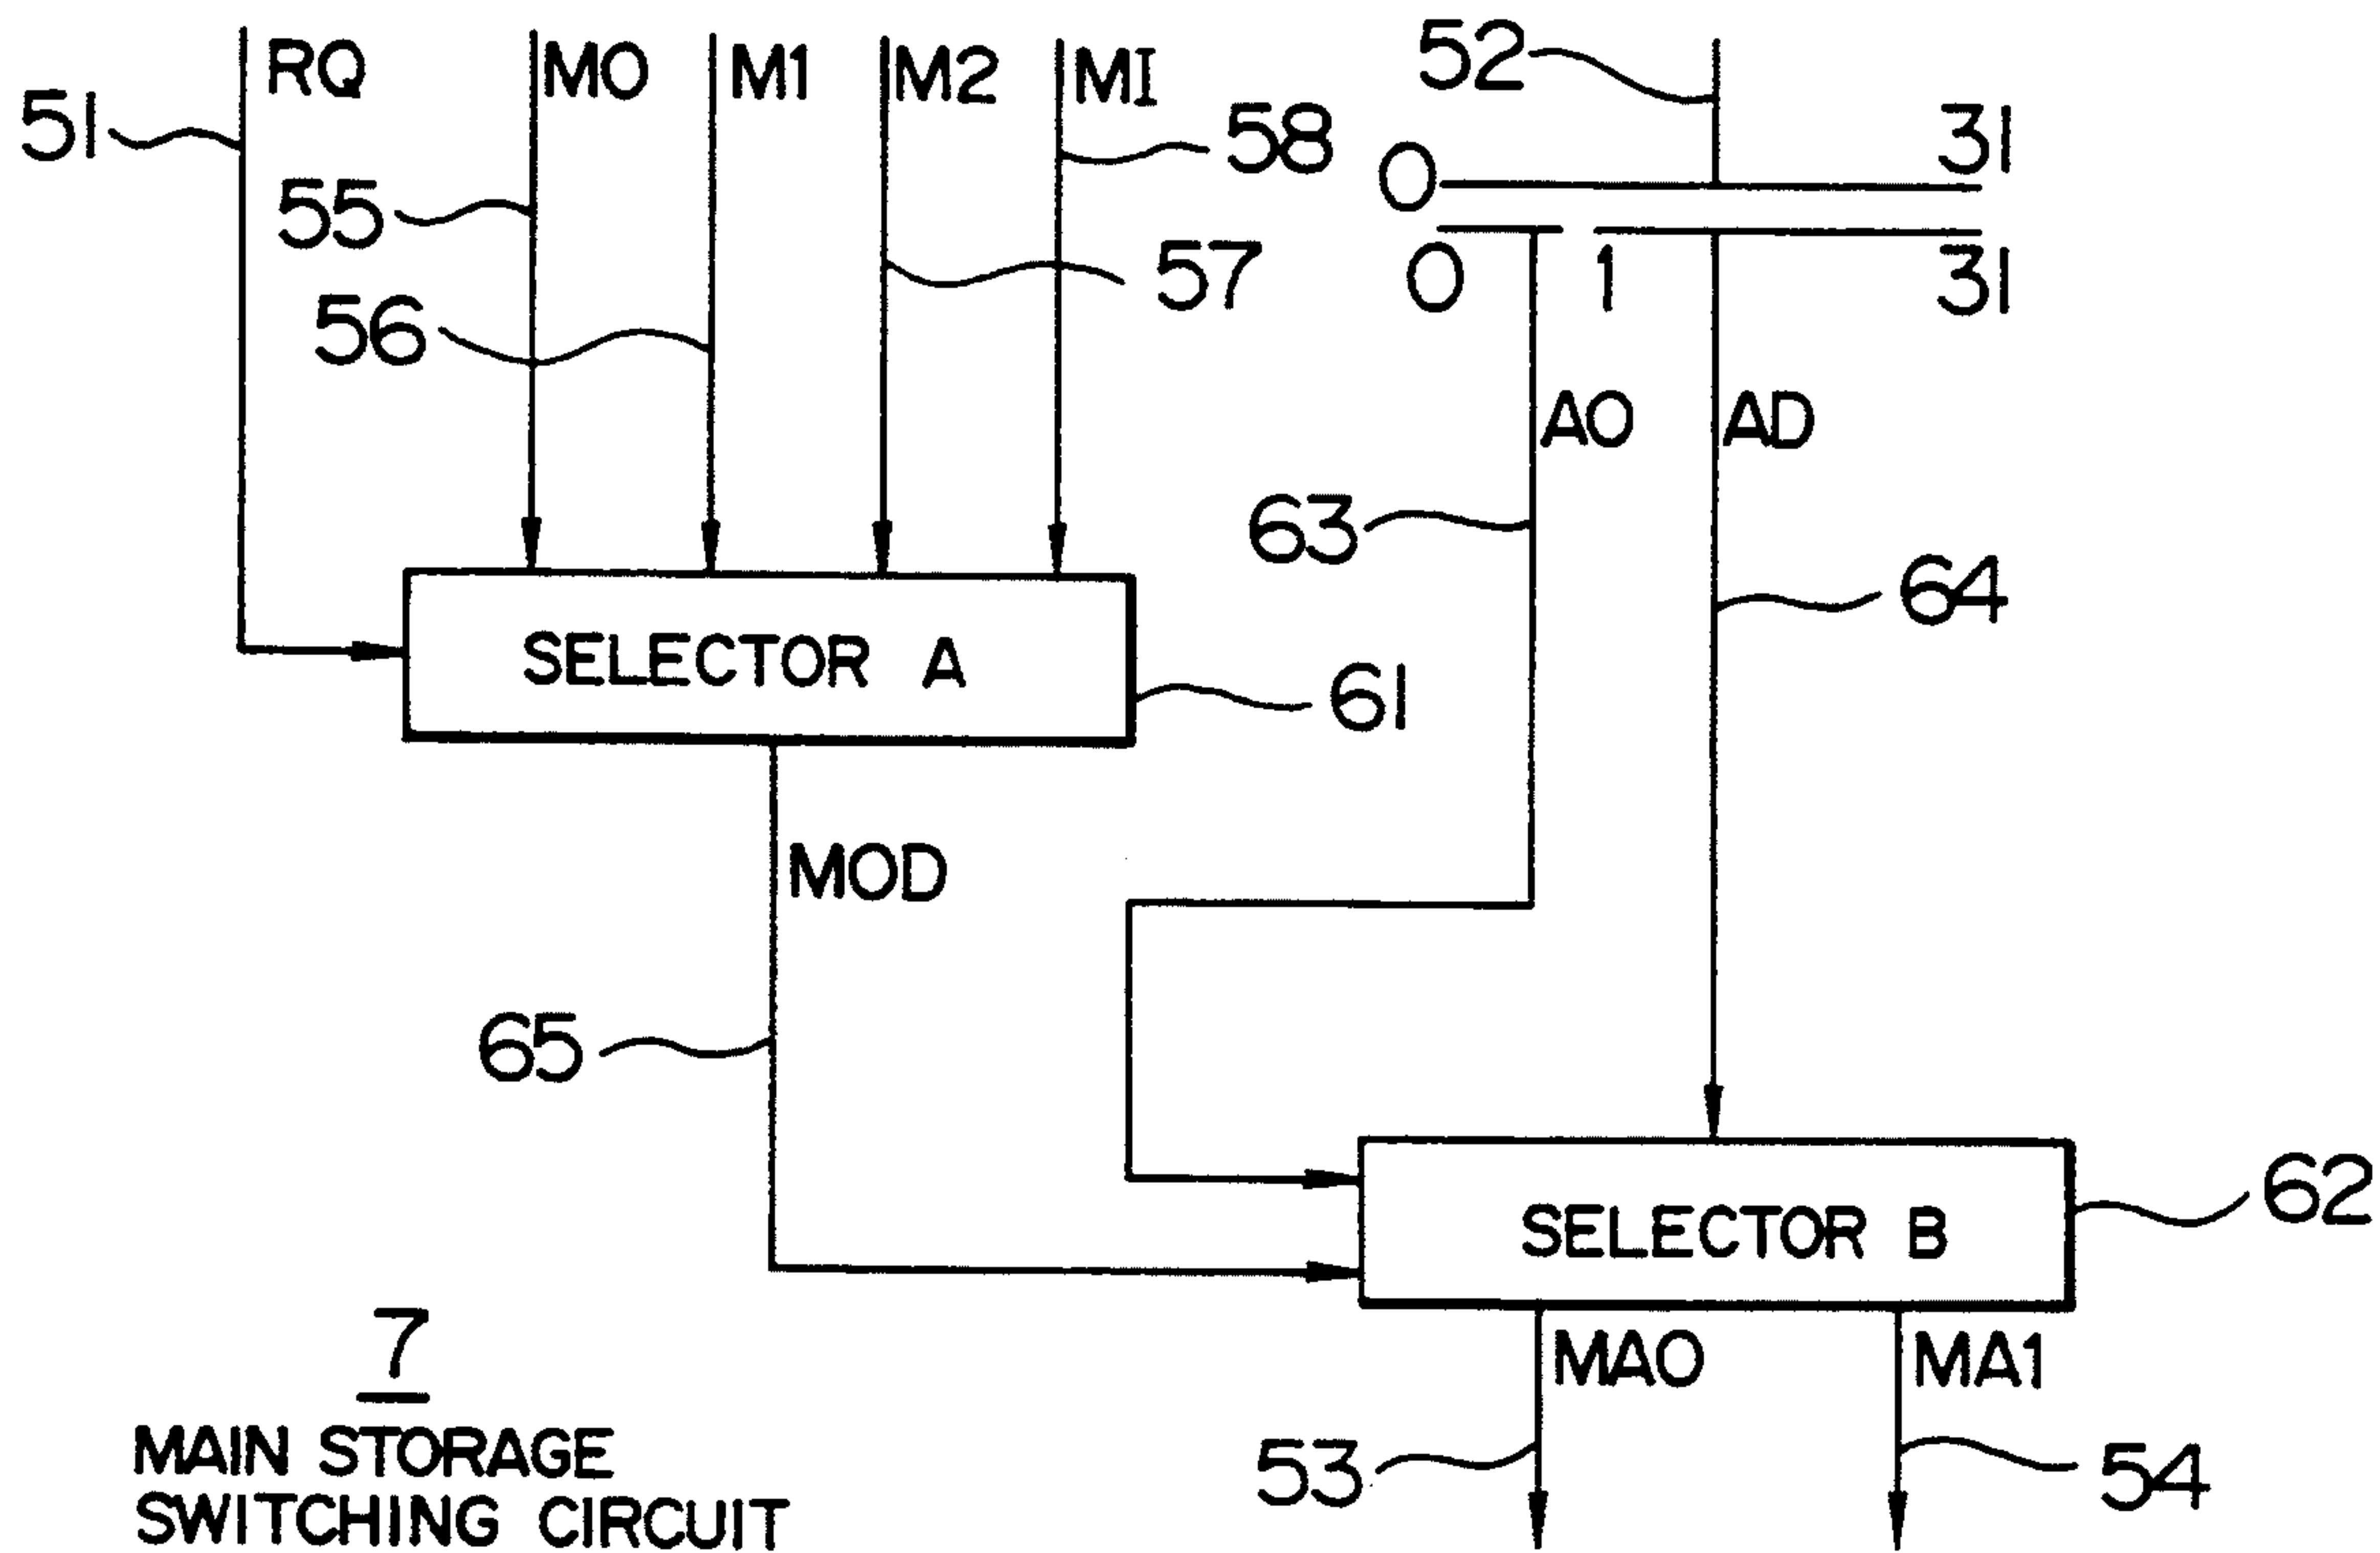 RQ
M0
M1
M2
MI
52
51
58
0
31
55
57
0
1
31
56
A0
AD
63
64
SELECTOR A
61
MOD
65
62
SELECTOR B
7
MA0
MA1
MAIN STORAGE
SWITCHING CIRCUIT
53
54